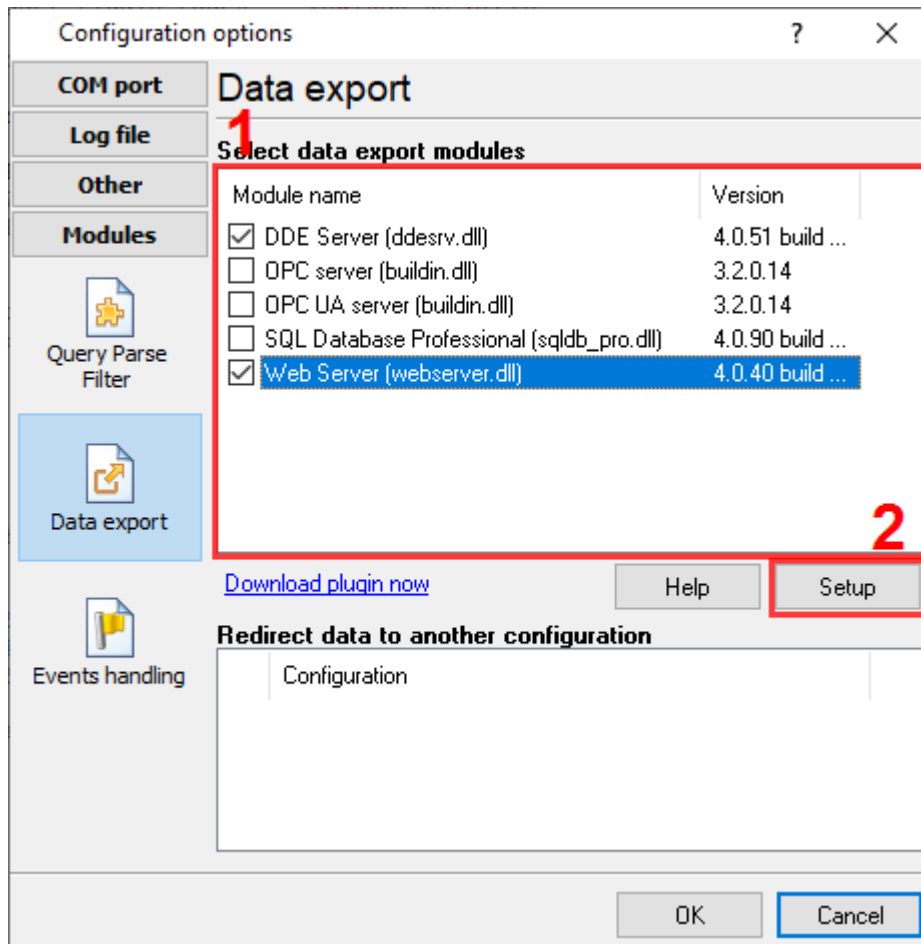 Configuration options ? ×
COM port
Log file
Other
Modules
Query Parse
Filter
Data export
Events handling
Data export
1
Select data export modules
Module name Version
DDE Server (ddesrv.dll) 4.0.51 build ...
OPC server (buildin.dll) 3.2.0.14
OPC UA server (buildin.dll) 3.2.0.14
SQL Database Professional (sqldb_pro.dll) 4.0.90 build ...
Web Server (webserver.dll) 4.0.40 build ...
2
Download plugin now Help Setup
Redirect data to another configuration
Configuration
OK Cancel